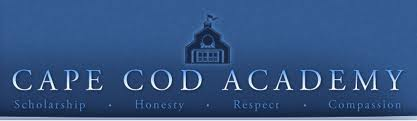 CAPE COD ACADEMY
Scholarship · Honesty · Respect · Compassion